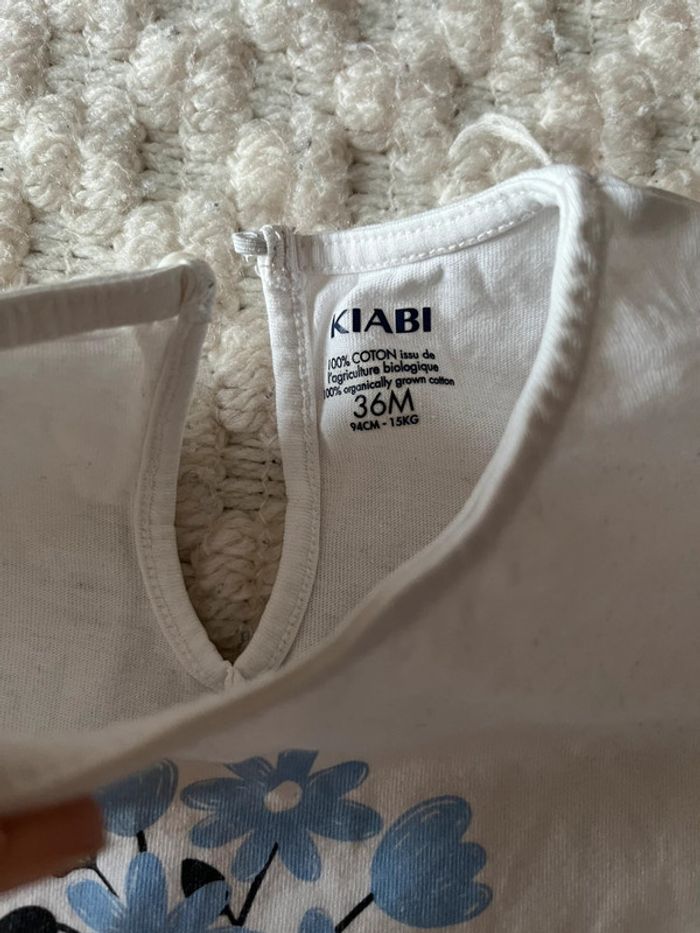 KIABI
100% COTON issu de
l'agriculture biologique
100% organically grown cotton
36M
94CM - 15KG